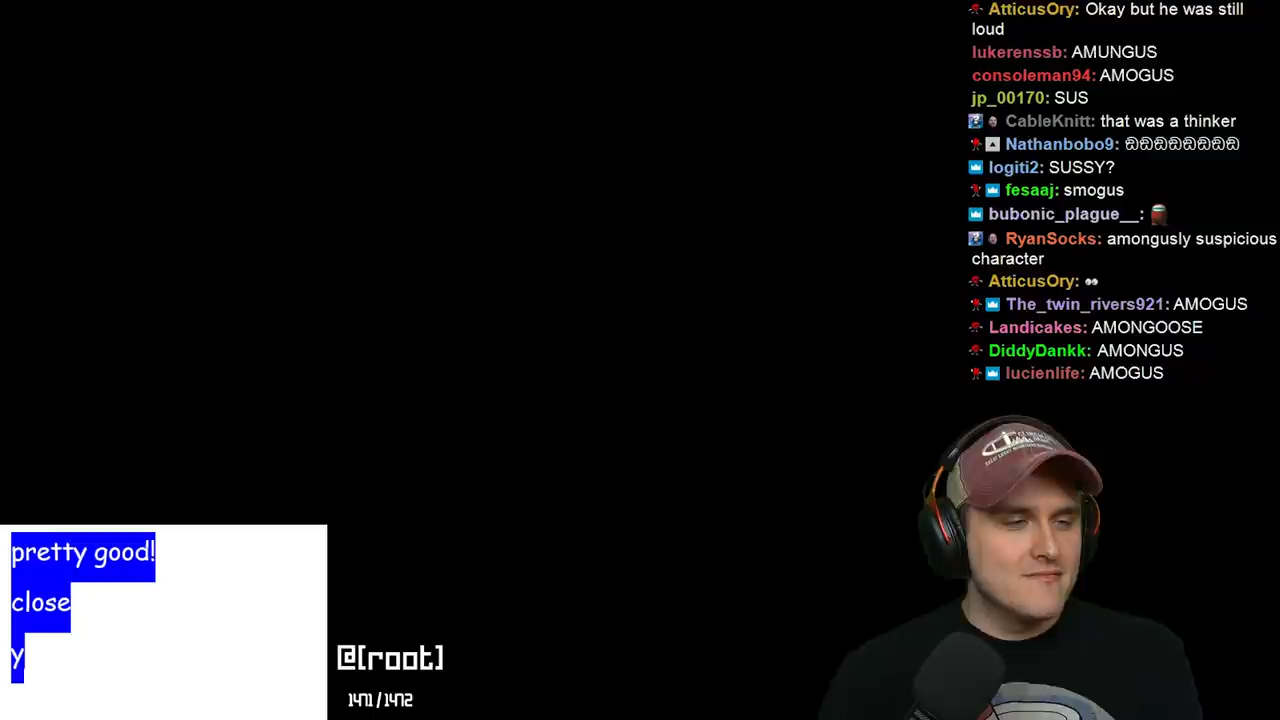 AtticusOry: Okay but he was still
loud
lukerenssb: AMUNGUS
consoleman94: AMOGUS
jp_00170: SUS
CableKnitt: that was a thinker
Nathanbobo9: ඞඞඞඞඞඞඞඞ
logiti2: SUSSY?
fesaaj: smogus
bubonic_plague__:
RyanSocks: amongusly suspicious
character
AtticusOry: 👀
The_twin_rivers921: AMOGUS
Landicakes: AMONGOOSE
DiddyDankk: AMONGUS
lucienlife: AMOGUS
pretty good!
close
y
@[root]
1471/1472